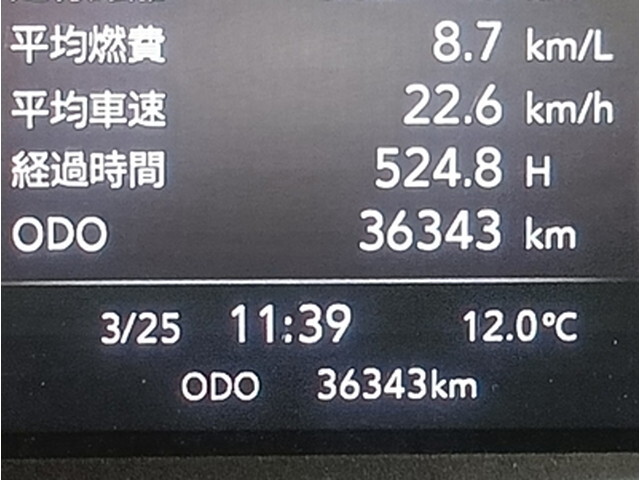 平均燃費 8.7 km/L
平均車速 22.6 km/h
経過時間 524.8 H
ODO 36343 km
3/25 11:39 12.0℃
ODO 36343km